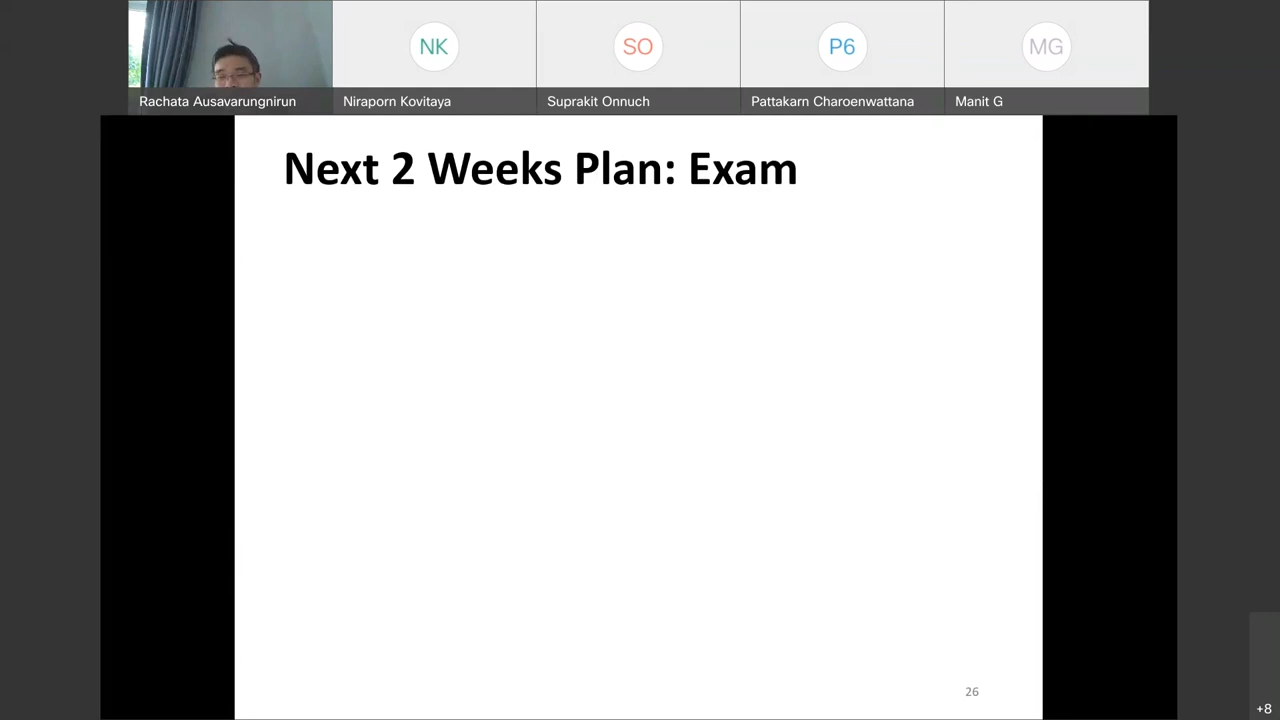 NK
SO
P6
MG
Rachata Ausavarungnirun
Niraporn Kovitaya
Suprakit Onnuch
Pattakarn Charoenwattana
Manit G
Next 2 Weeks Plan: Exam
26
+8